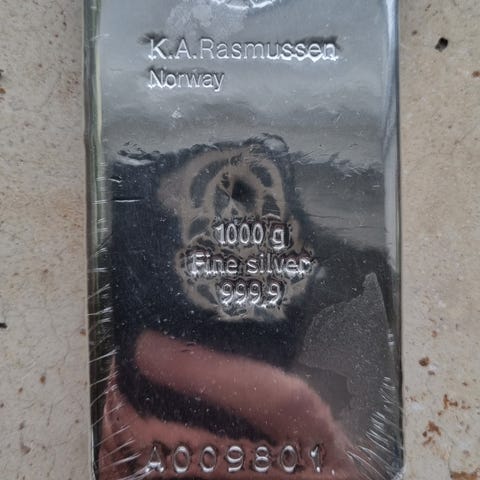 K.A.Rasmussen
Norway
1000 g
Fine silver
999,9
A009801